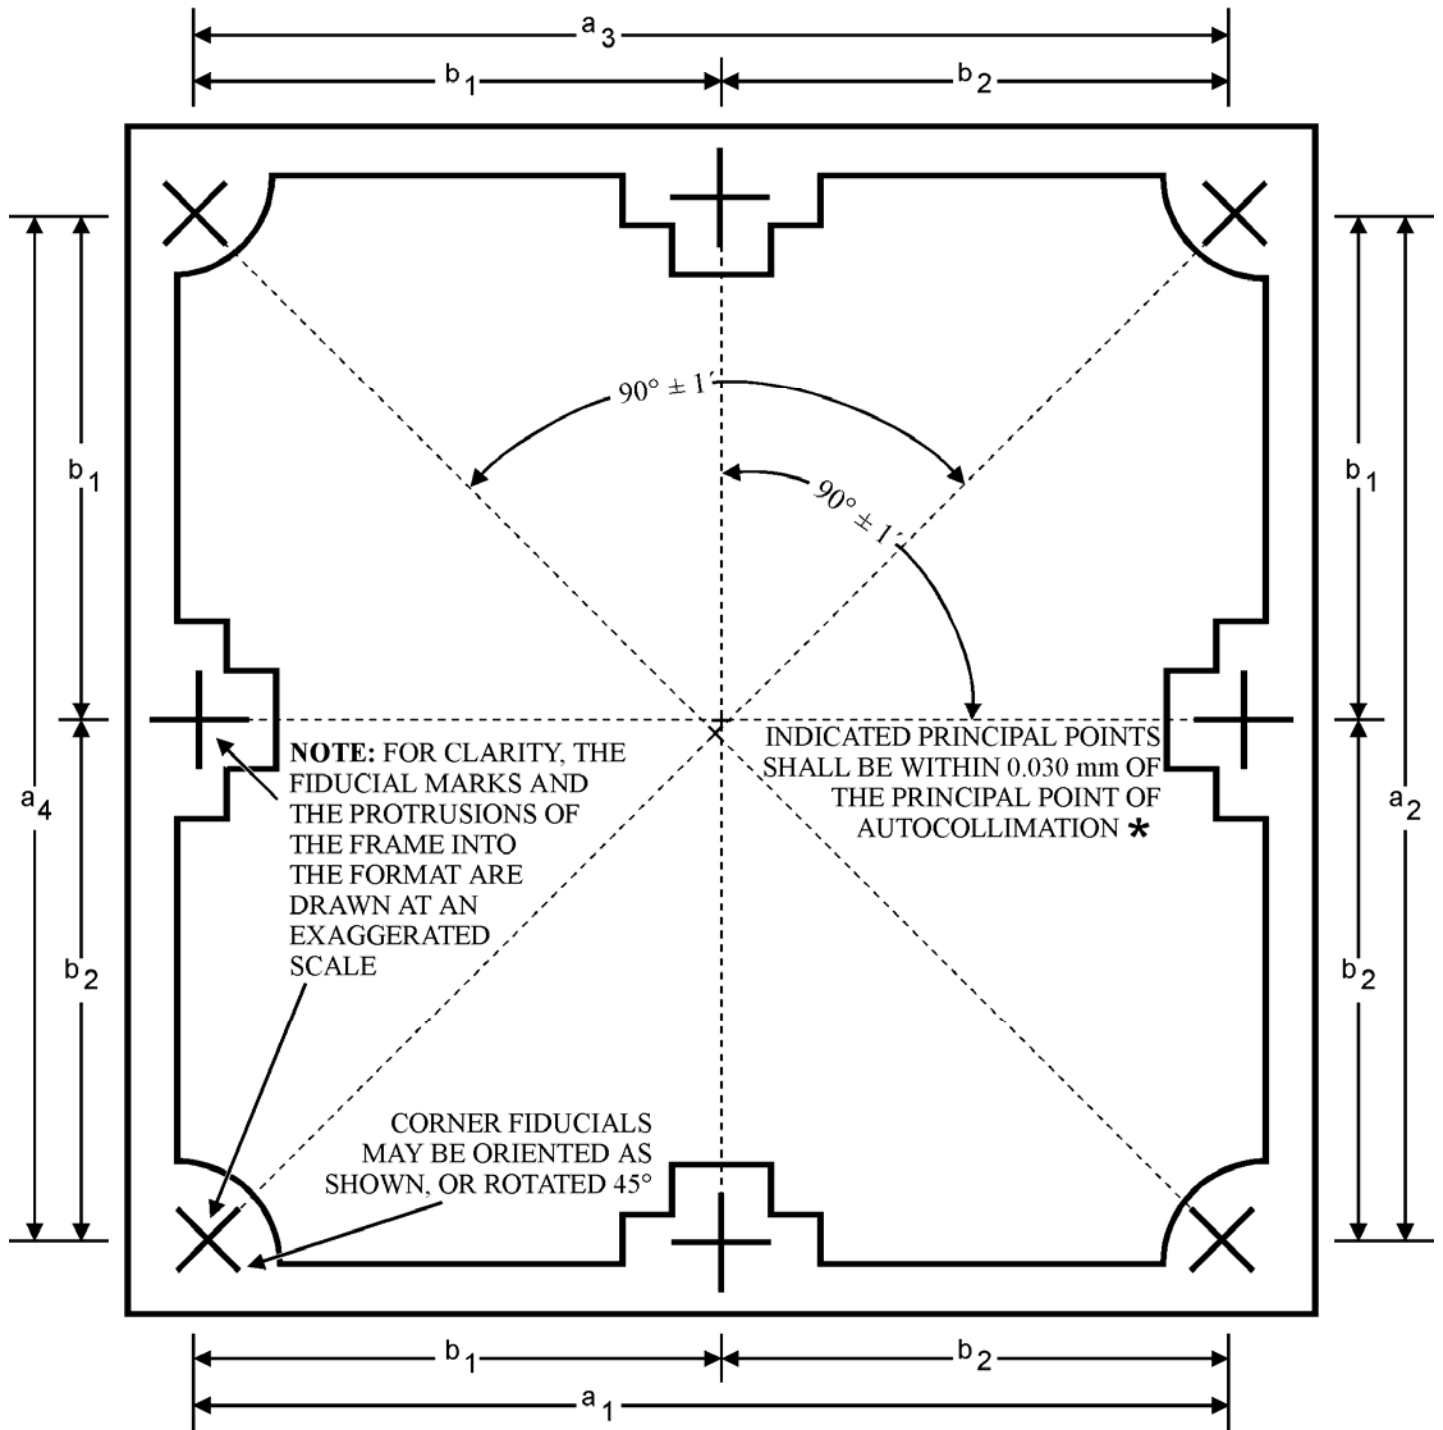 a3
b1 b2
90° ± 1´
90° ± 1´
b1
b1
NOTE: FOR CLARITY, THE
FIDUCIAL MARKS AND
THE PROTRUSIONS OF
THE FRAME INTO
THE FORMAT ARE
DRAWN AT AN
EXAGGERATED
SCALE
INDICATED PRINCIPAL POINTS
SHALL BE WITHIN 0.030 mm OF
THE PRINCIPAL POINT OF
AUTOCOLLIMATION *
a4
a2
b2
b2
CORNER FIDUCIALS
MAY BE ORIENTED AS
SHOWN, OR ROTATED 45°
b1 b2
a1